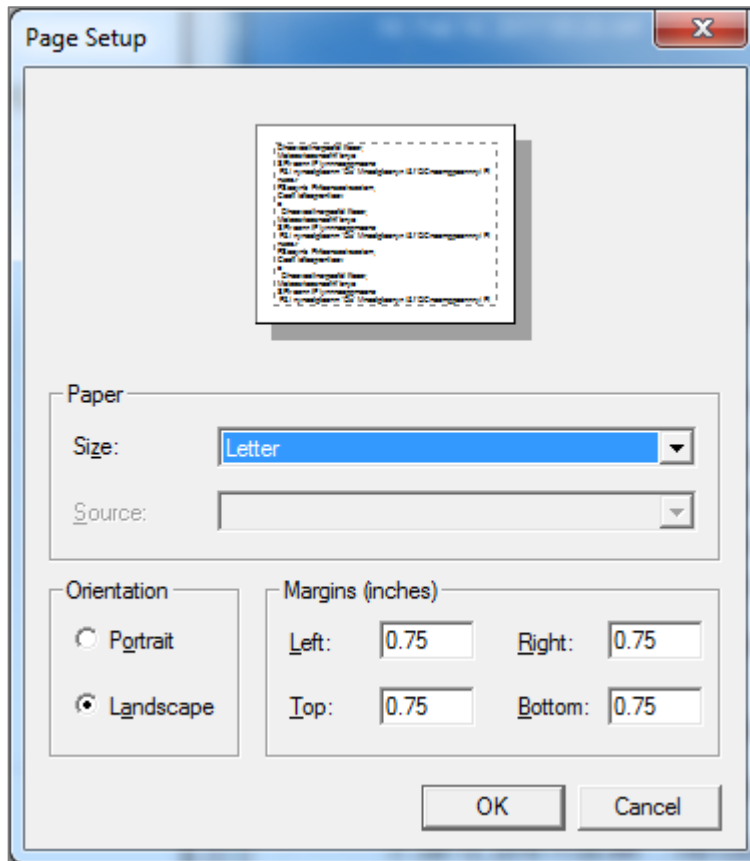 Page Setup
Paper
Size: Letter
Source:
Orientation
Portrait
Landscape
Margins (inches)
Left: 0.75 Right: 0.75
Top: 0.75 Bottom: 0.75
OK Cancel